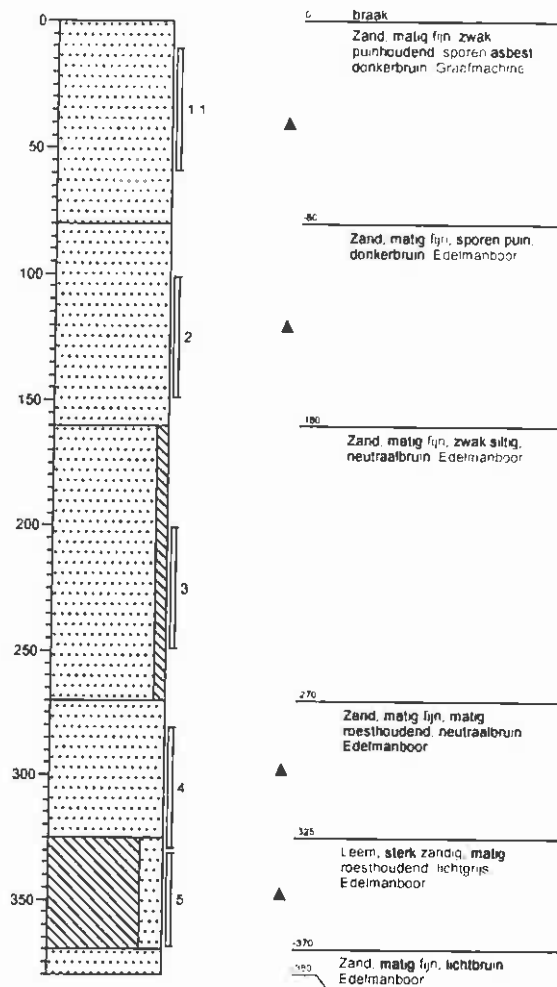 0
50
100
150
200
250
300
350
1 1
2
3
4
5
0 braak
Zand, matig fijn, zwak
puinhoudend, sporen asbest
donkerbruin, Graafmachine
-80
Zand, matig fijn, sporen puin,
donkerbruin, Edelmanboor
160
Zand, matig fijn, zwak siltig,
neutraalbruin, Edelmanboor
270
Zand, matig fijn, matig
roesthoudend, neutraalbruin
Edelmanboor
325
Leem, sterk zandig, matig
roesthoudend, lichtgrijs,
Edelmanboor
-370
Zand, matig fijn, lichtbruin
Edelmanboor
-380